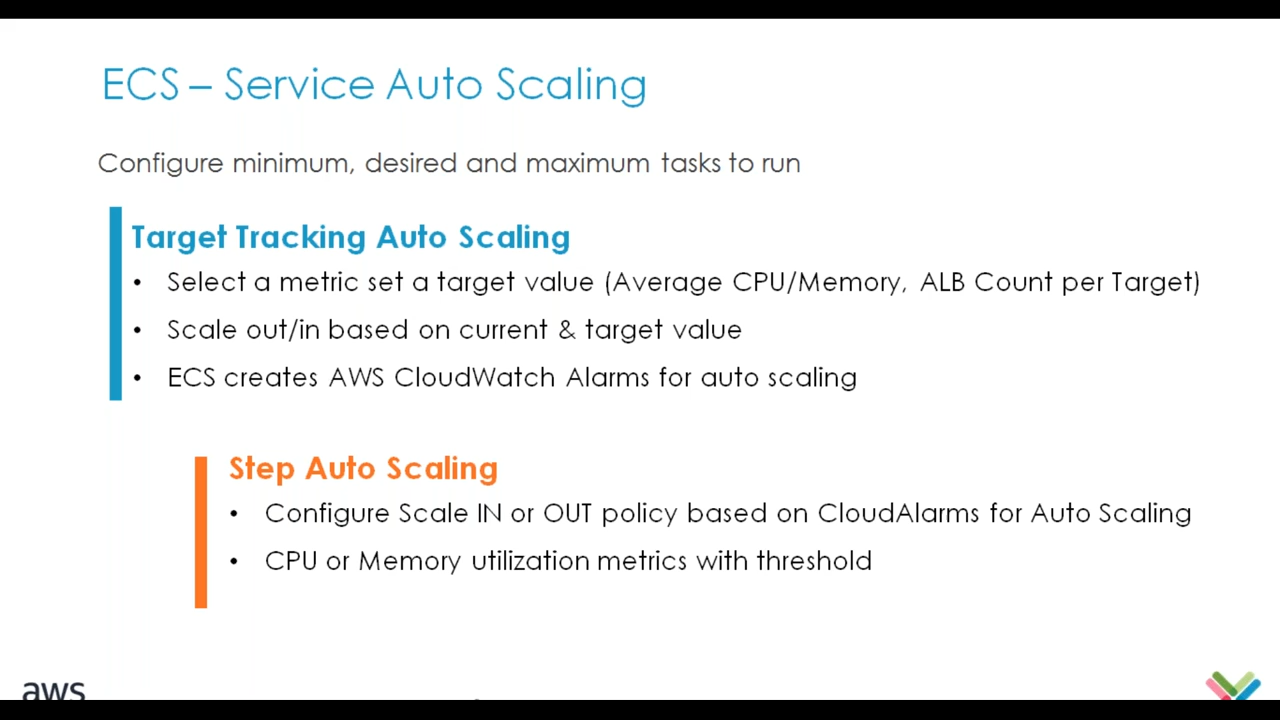 ECS – Service Auto Scaling
Configure minimum, desired and maximum tasks to run
Target Tracking Auto Scaling
• Select a metric set a target value (Average CPU/Memory, ALB Count per Target)
• Scale out/in based on current & target value
• ECS creates AWS CloudWatch Alarms for auto scaling
Step Auto Scaling
• Configure Scale IN or OUT policy based on CloudAlarms for Auto Scaling
• CPU or Memory utilization metrics with threshold
aws